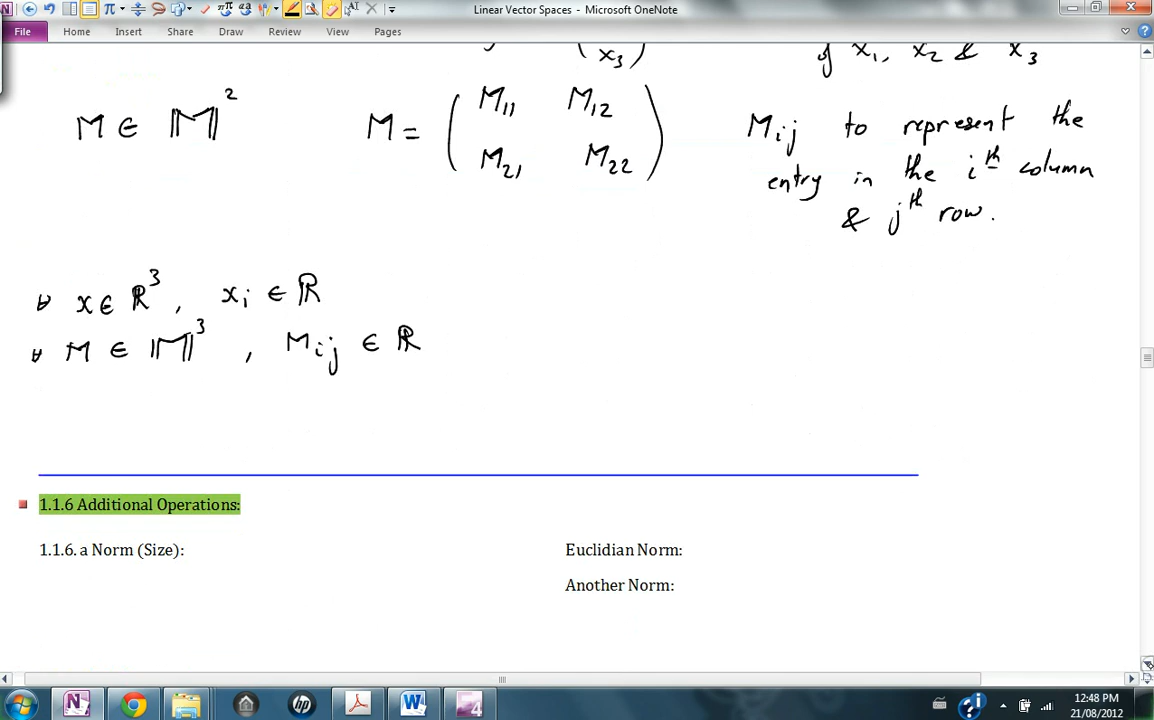 Linear Vector Spaces - Microsoft OneNote
File Home Insert Share Draw Review View Pages
( x3 )
of x1, x2 & x3
M ∈ 𝕄²
M = ( M11 M12
M21 M22 )
Mij to represent the
entry in the ith column
& jth row.
∀ x ∈ ℝ³, xi ∈ ℝ
∀ M ∈ 𝕄³, Mij ∈ ℝ
1.1.6 Additional Operations:
1.1.6. a Norm (Size):
Euclidian Norm:
Another Norm:
12:48 PM
21/08/2012